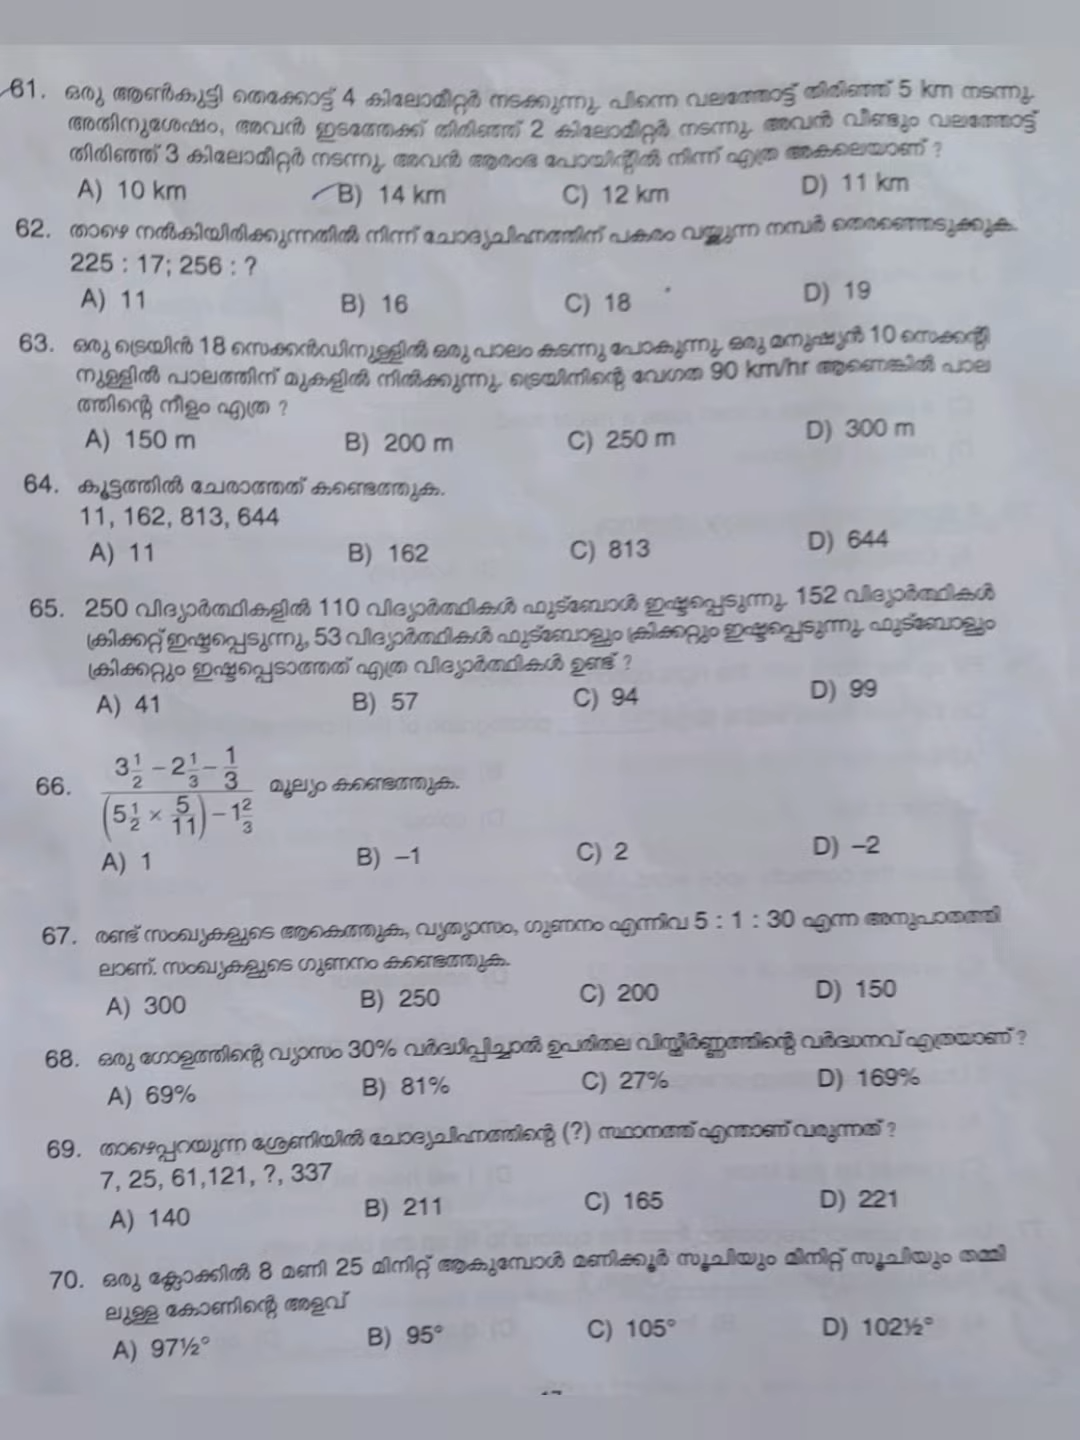 61. ഒരു ആൺകുട്ടി തെക്കോട്ട് 4 കിലോമീറ്റർ നടക്കുന്നു. പിന്നെ വലത്തോട്ട് തിരിഞ്ഞ് 5 km നടന്നു.
അതിനുശേഷം, അവൻ ഇടത്തേക്ക് തിരിഞ്ഞ് 2 കിലോമീറ്റർ നടന്നു. അവൻ വീണ്ടും വലത്തോട്ട്
തിരിഞ്ഞ് 3 കിലോമീറ്റർ നടന്നു. അവൻ ആരംഭ പോയിന്റിൽ നിന്ന് എത്ര അകലെയാണ് ?
A) 10 km B) 14 km C) 12 km D) 11 km
62. താഴെ നൽകിയിരിക്കുന്നതിൽ നിന്ന് ചോദ്യചിഹ്നത്തിന് പകരം വയ്ക്കുന്ന നമ്പർ തെരഞ്ഞെടുക്കുക.
225 : 17; 256 : ?
A) 11 B) 16 C) 18 D) 19
63. ഒരു ട്രെയിൻ 18 സെക്കൻഡിനുള്ളിൽ ഒരു പാലം കടന്നു പോകുന്നു. ഒരു മനുഷ്യൻ 10 സെക്കന്റി
നുള്ളിൽ പാലത്തിന് മുകളിൽ നിൽക്കുന്നു. ട്രെയിനിന്റെ വേഗത 90 km/hr ആണെങ്കിൽ പാല
ത്തിന്റെ നീളം എത്ര ?
A) 150 m B) 200 m C) 250 m D) 300 m
64. കൂട്ടത്തിൽ ചേരാത്തത് കണ്ടെത്തുക.
11, 162, 813, 644
A) 11 B) 162 C) 813 D) 644
65. 250 വിദ്യാർത്ഥികളിൽ 110 വിദ്യാർത്ഥികൾ ഫുട്ബോൾ ഇഷ്ടപ്പെടുന്നു. 152 വിദ്യാർത്ഥികൾ
ക്രിക്കറ്റ് ഇഷ്ടപ്പെടുന്നു, 53 വിദ്യാർത്ഥികൾ ഫുട്ബോളും ക്രിക്കറ്റും ഇഷ്ടപ്പെടുന്നു. ഫുട്ബോളും
ക്രിക്കറ്റും ഇഷ്ടപ്പെടാത്തത് എത്ര വിദ്യാർത്ഥികൾ ഉണ്ട് ?
A) 41 B) 57 C) 94 D) 99
3½ – 2⅓ – 1/3
66. മൂല്യം കണ്ടെത്തുക.
(5½ × 5/11) – 1⅔
A) 1 B) –1 C) 2 D) –2
67. രണ്ട് സംഖ്യകളുടെ ആകെത്തുക, വ്യത്യാസം, ഗുണനം എന്നിവ 5 : 1 : 30 എന്ന അനുപാതത്തി
ലാണ്. സംഖ്യകളുടെ ഗുണനം കണ്ടെത്തുക.
A) 300 B) 250 C) 200 D) 150
68. ഒരു ഗോളത്തിന്റെ വ്യാസം 30% വർദ്ധിപ്പിച്ചാൽ ഉപരിതല വിസ്തീർണ്ണത്തിന്റെ വർദ്ധനവ് എത്രയാണ് ?
A) 69% B) 81% C) 27% D) 169%
69. താഴെപ്പറയുന്ന ശ്രേണിയിൽ ചോദ്യചിഹ്നത്തിന്റെ (?) സ്ഥാനത്ത് എന്താണ് വരുന്നത് ?
7, 25, 61,121, ?, 337
A) 140 B) 211 C) 165 D) 221
70. ഒരു ക്ലോക്കിൽ 8 മണി 25 മിനിറ്റ് ആകുമ്പോൾ മണിക്കൂർ സൂചിയും മിനിറ്റ് സൂചിയും തമ്മി
ലുള്ള കോണിന്റെ അളവ്
A) 97½° B) 95° C) 105° D) 102½°